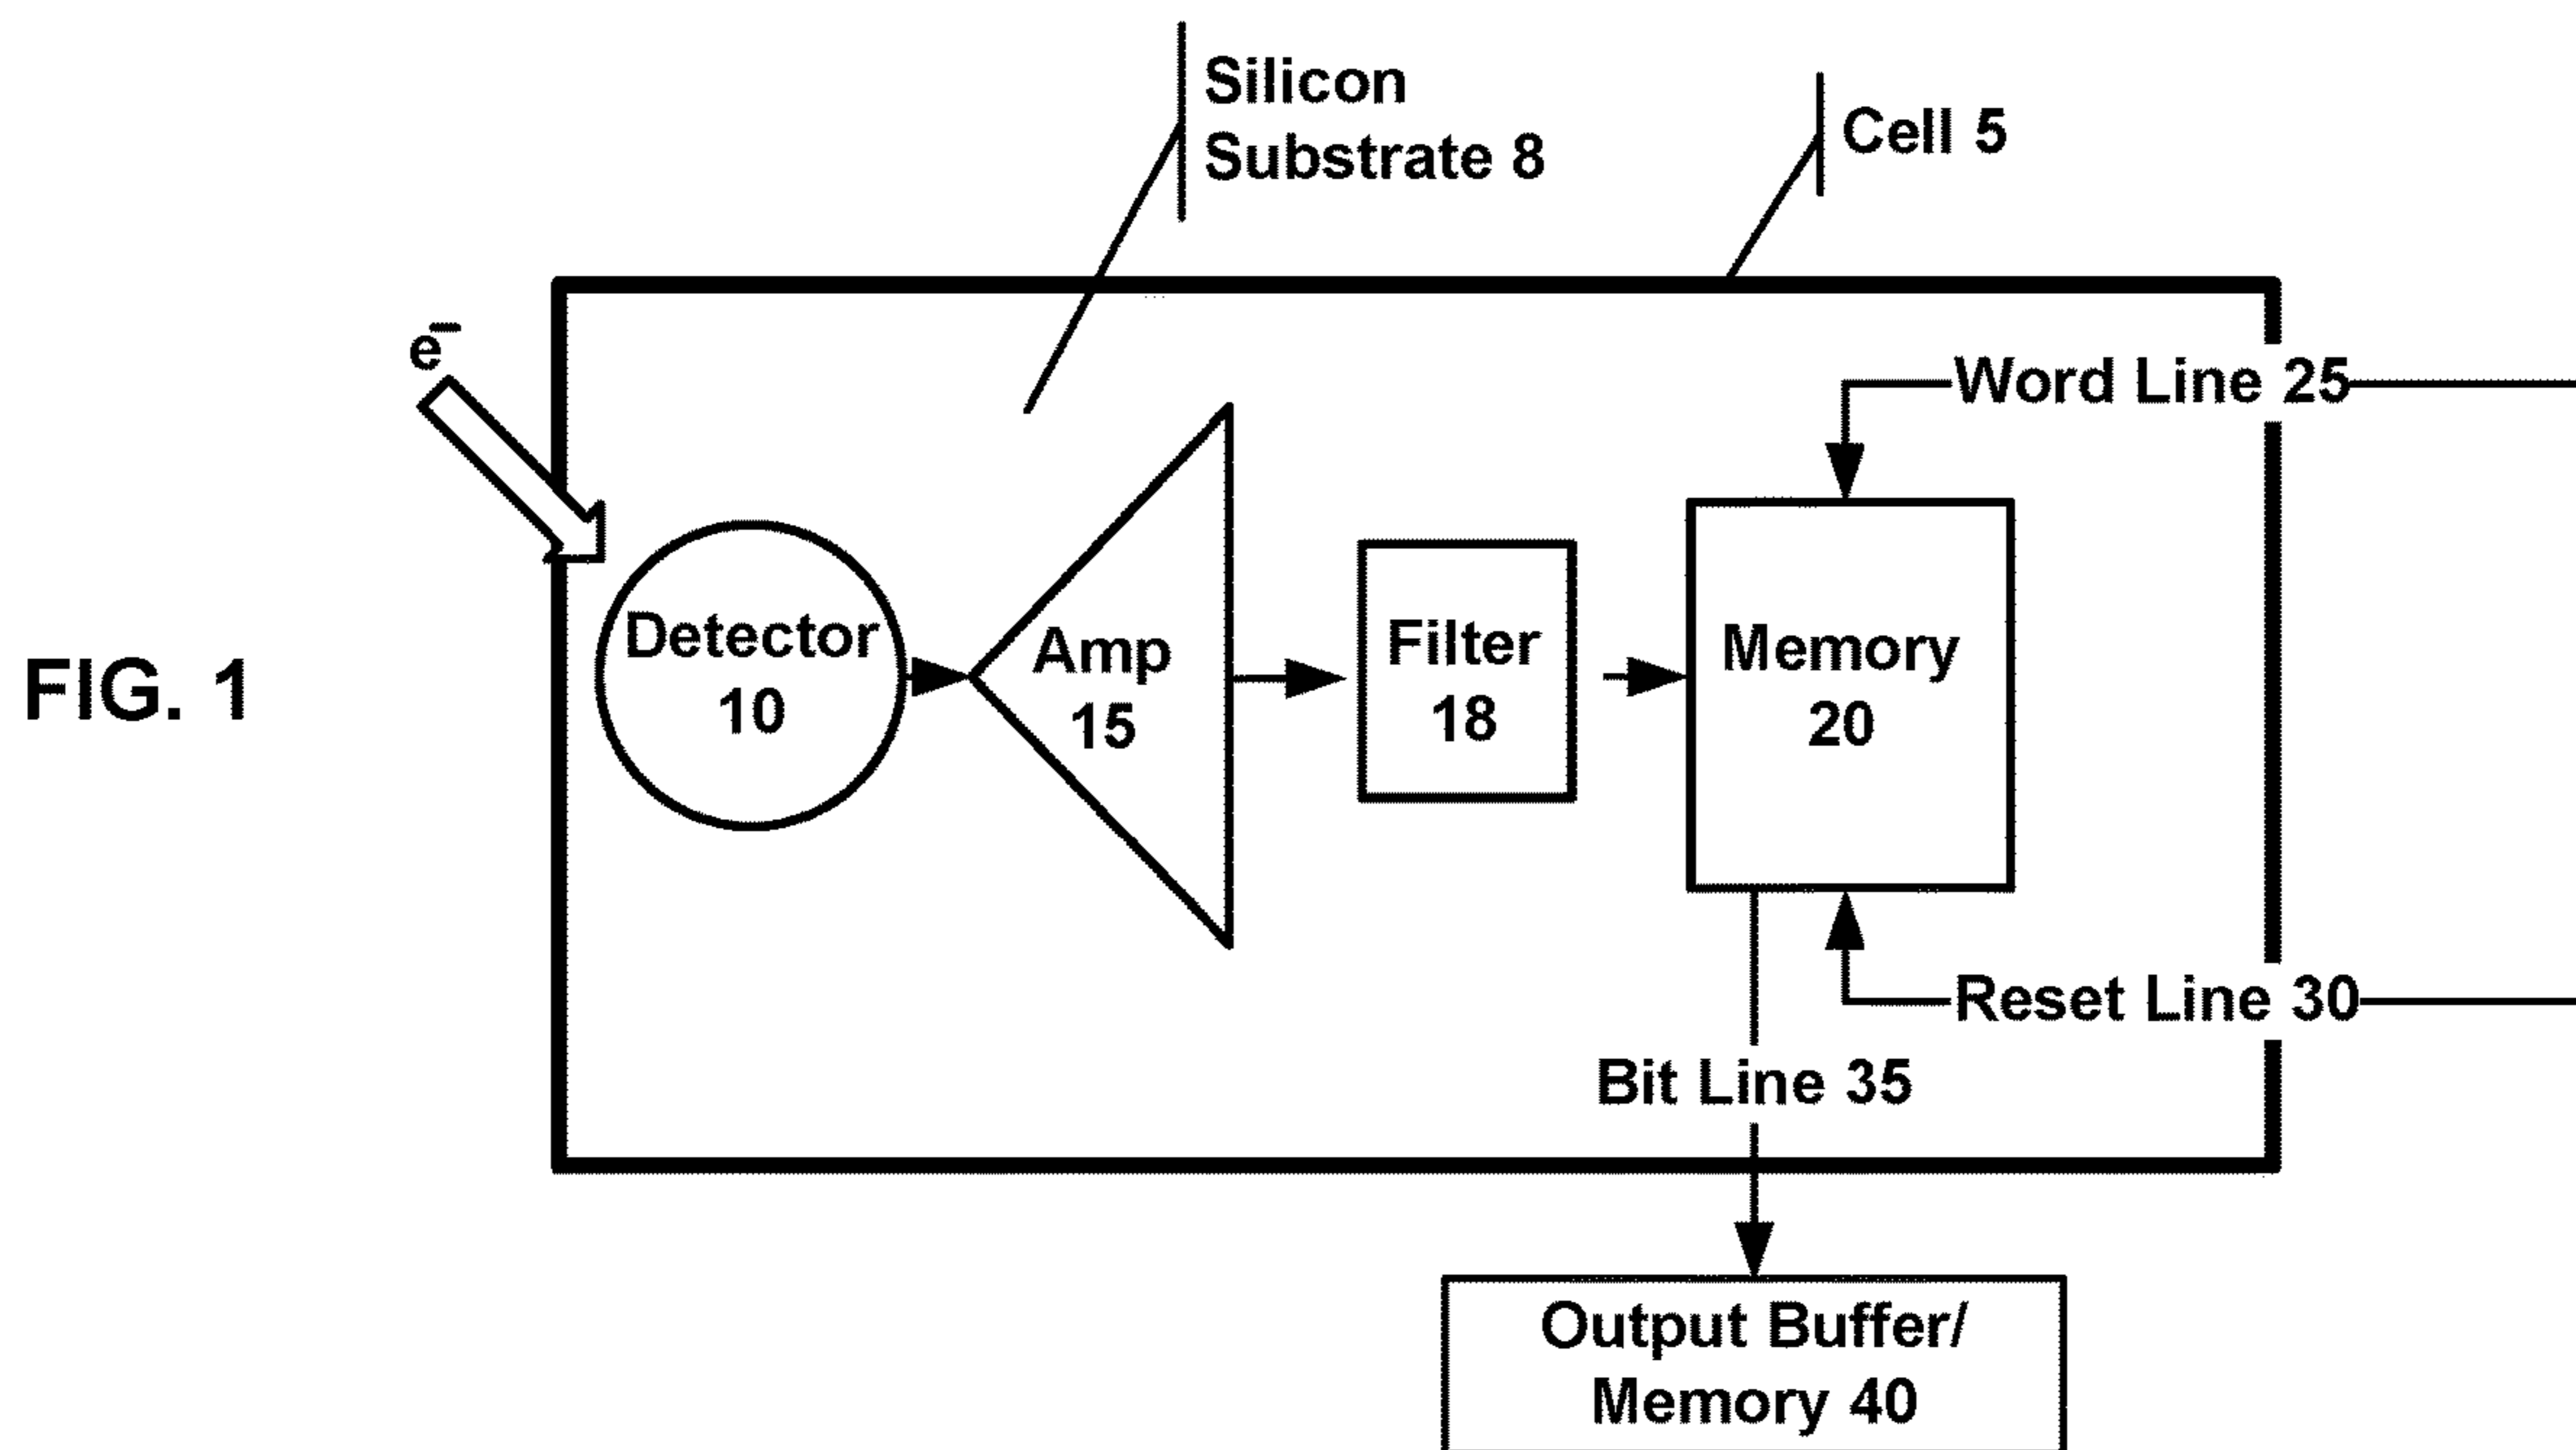 Silicon
Substrate 8
Cell 5
e⁻
Word Line 25
Detector
10
Amp
15
Filter
18
Memory
20
FIG. 1
Reset Line 30
Bit Line 35
Output Buffer/
Memory 40